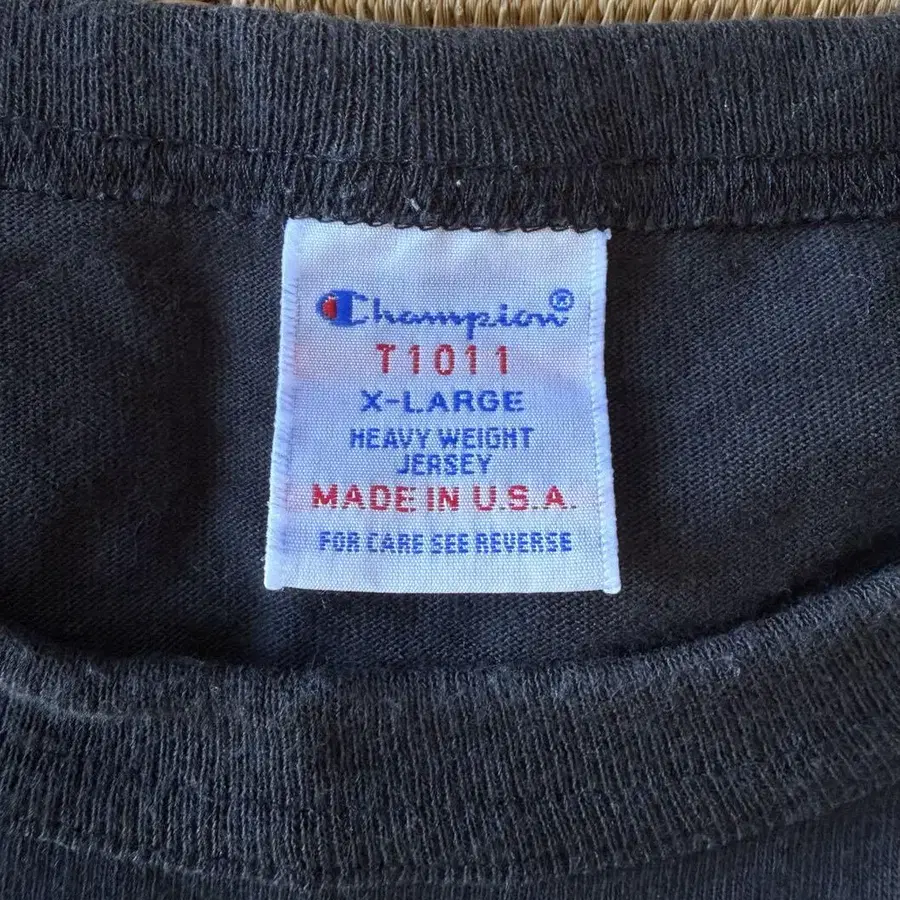 Champion®
T1011
X-LARGE
HEAVY WEIGHT
JERSEY
MADE IN U.S.A.
FOR CARE SEE REVERSE